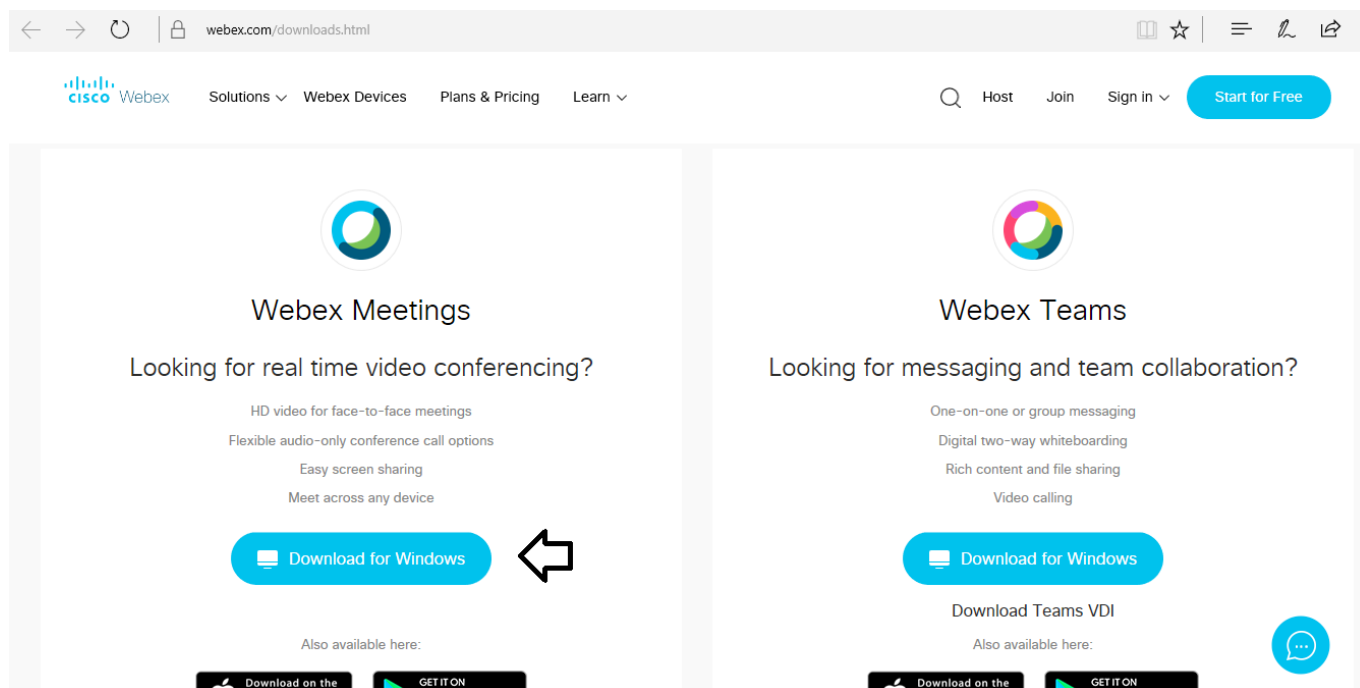 webex.com/downloads.html
CISCO Webex Solutions Webex Devices Plans & Pricing Learn Host Join Sign in Start for Free
Webex Meetings
Looking for real time video conferencing?
HD video for face-to-face meetings
Flexible audio-only conference call options
Easy screen sharing
Meet across any device
Download for Windows
Also available here:
Download on the
GET IT ON
Webex Teams
Looking for messaging and team collaboration?
One-on-one or group messaging
Digital two-way whiteboarding
Rich content and file sharing
Video calling
Download for Windows
Download Teams VDI
Also available here:
Download on the
GET IT ON